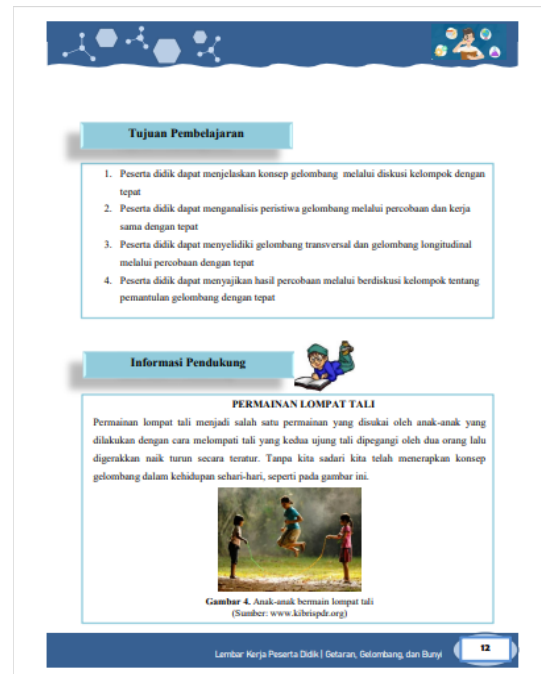 Tujuan Pembelajaran
1. Peserta didik dapat menjelaskan konsep gelombang melalui diskusi kelompok dengan
tepat
2. Peserta didik dapat menganalisis peristiwa gelombang melalui percobaan dan kerja
sama dengan tepat
3. Peserta didik dapat menyelidiki gelombang transversal dan gelombang longitudinal
melalui percobaan dengan tepat
4. Peserta didik dapat menyajikan hasil percobaan melalui berdiskusi kelompok tentang
pemantulan gelombang dengan tepat
Informasi Pendukung
PERMAINAN LOMPAT TALI
Permainan lompat tali menjadi salah satu permainan yang disukai oleh anak-anak yang
dilakukan dengan cara melompati tali yang kedua ujung tali dipegangi oleh dua orang lalu
digerakkan naik turun secara teratur. Tanpa kita sadari kita telah menerapkan konsep
gelombang dalam kehidupan sehari-hari, seperti pada gambar ini.
Gambar 4. Anak-anak bermain lompat tali
(Sumber: www.kibrispdr.org)
Lembar Kerja Peserta Didik | Getaran, Gelombang, dan Bunyi
12